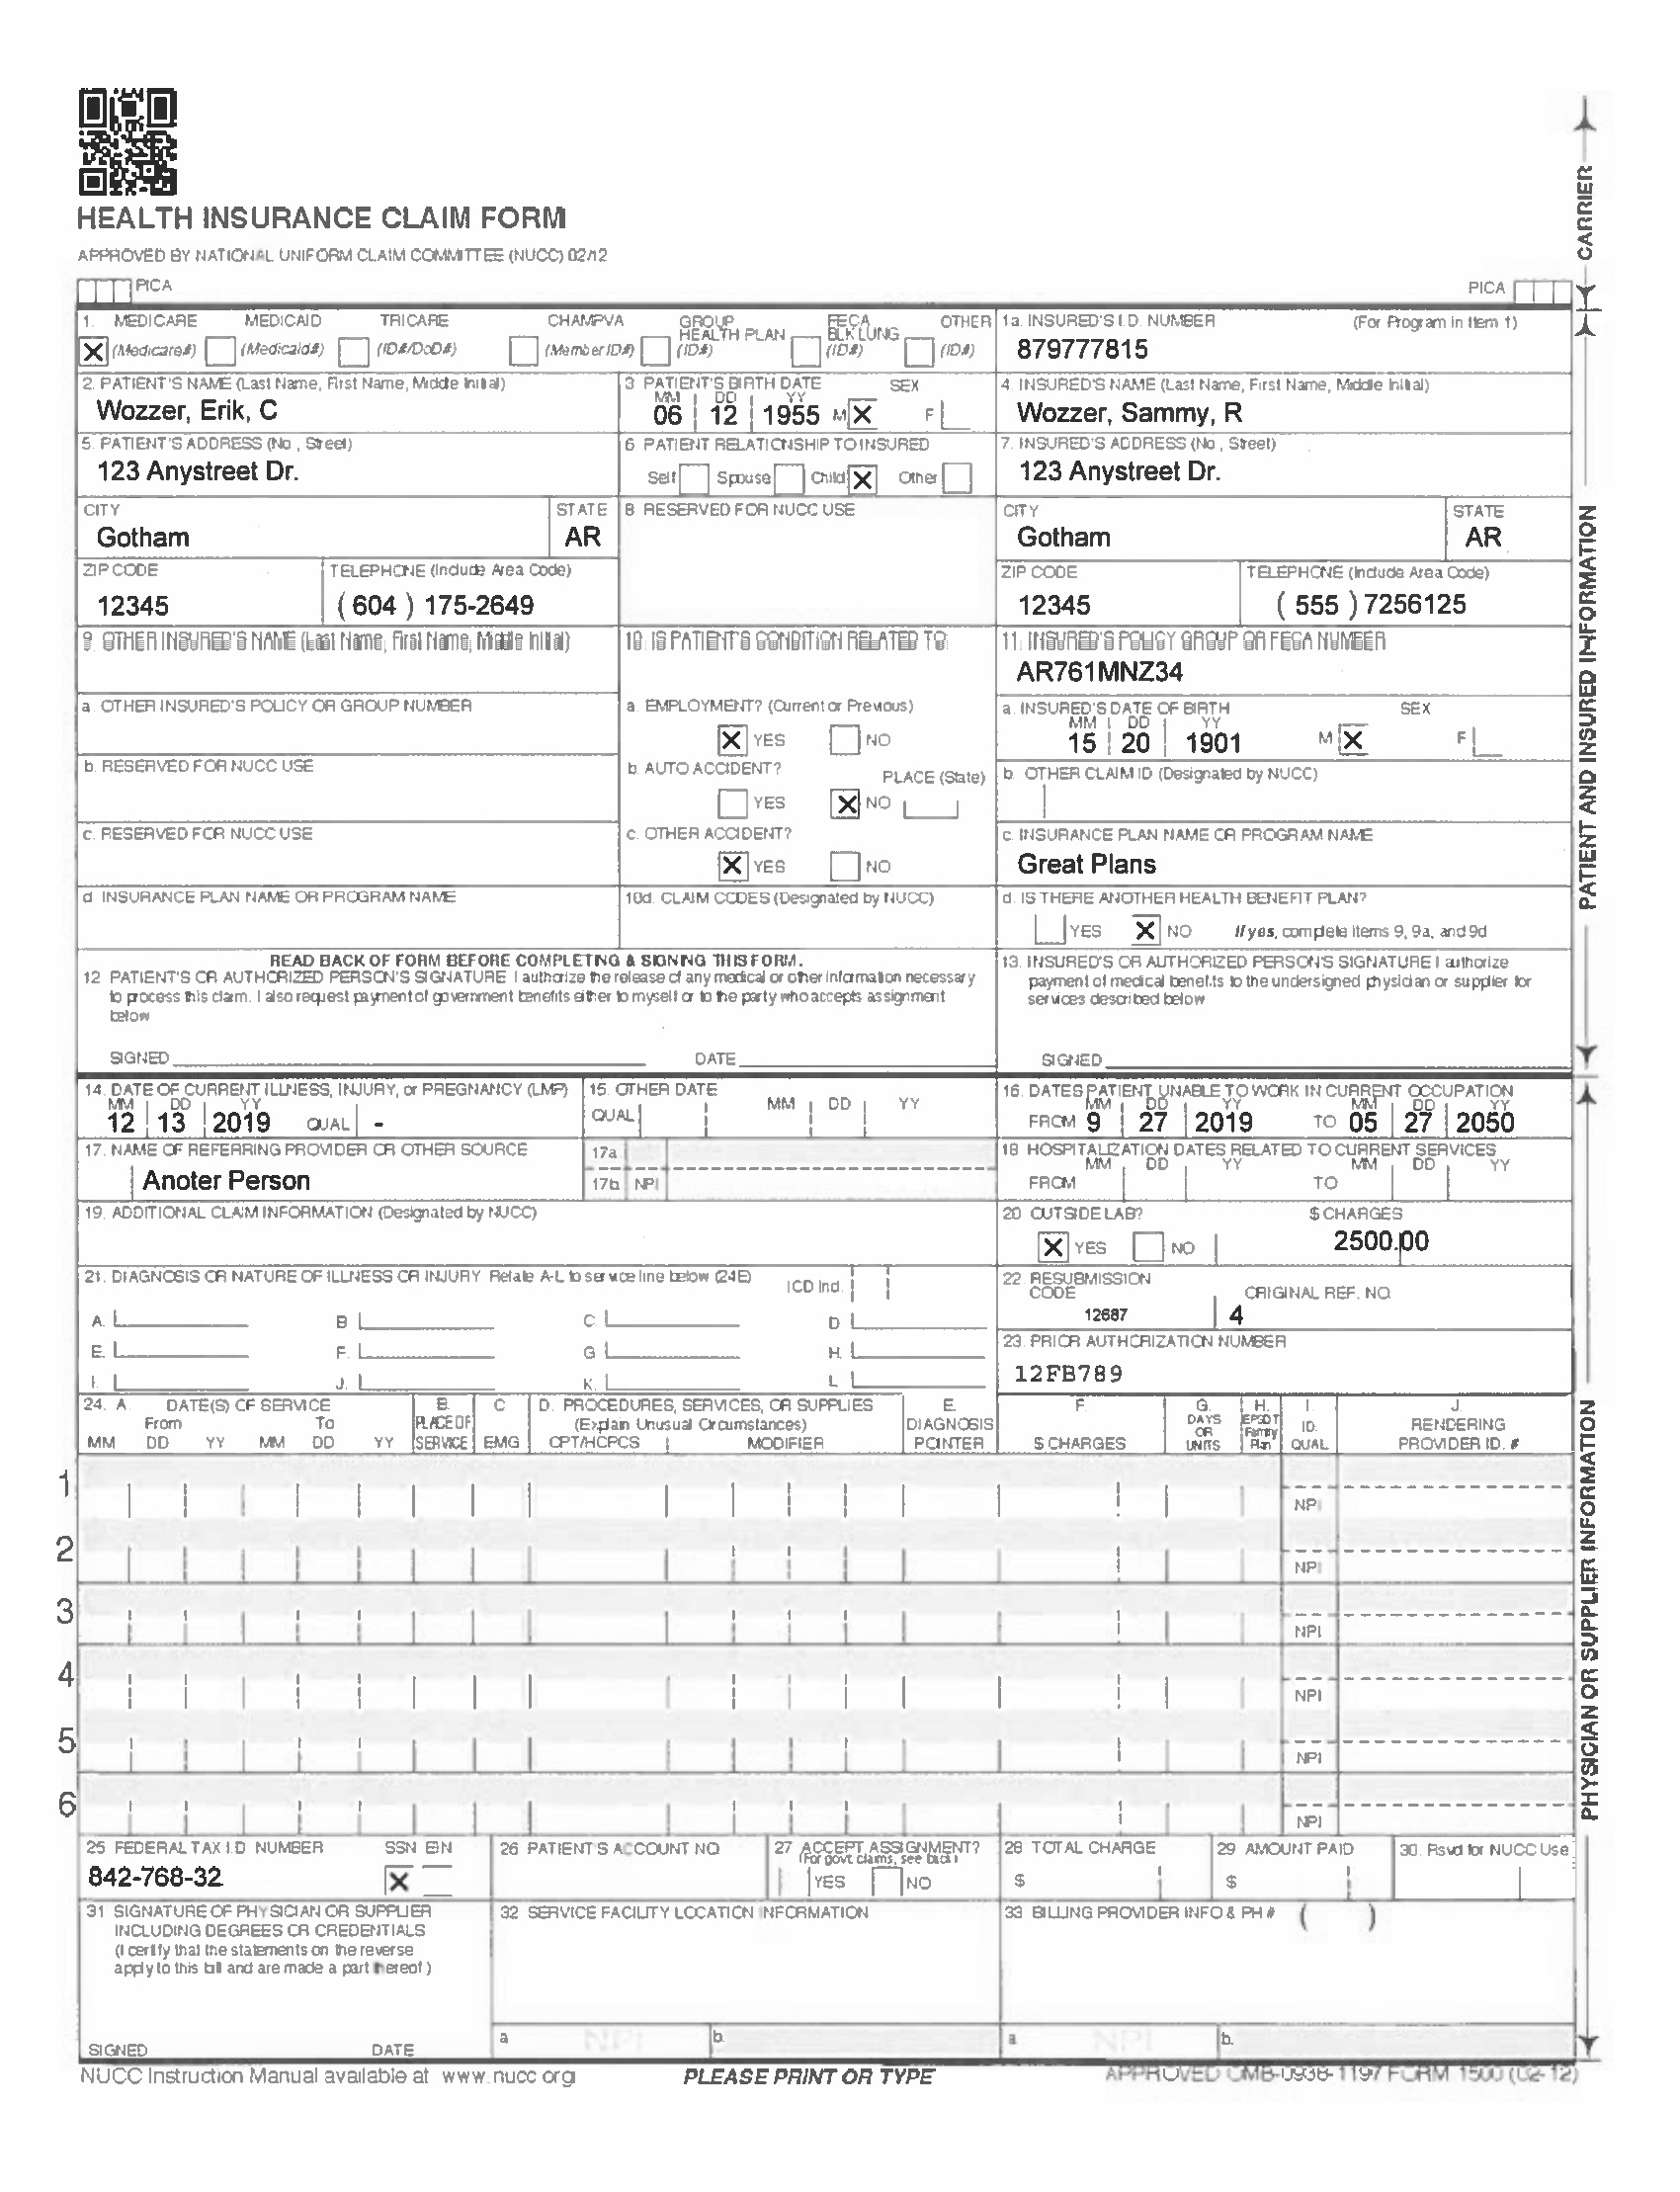 HEALTH INSURANCE CLAIM FORM
APPROVED BY NATIONAL UNIFORM CLAIM COMMITTEE (NUCC) 02/12
PICA
PICA
CARRIER
1. MEDICARE MEDICAID TRICARE CHAMPVA GROUP HEALTH PLAN FECA BLK LUNG OTHER
X (Medicare#) (Medicaid#) (ID#/DoD#) (Member ID#) (ID#) (ID#) (ID#)
1a. INSURED'S I.D. NUMBER (For Program in Item 1)
879777815
2. PATIENT'S NAME (Last Name, First Name, Middle Initial)
Wozzer, Erik, C
3. PATIENT'S BIRTH DATE SEX
MM DD YY
06 12 1955 M X F
4. INSURED'S NAME (Last Name, First Name, Middle Initial)
Wozzer, Sammy, R
5. PATIENT'S ADDRESS (No., Street)
123 Anystreet Dr.
6. PATIENT RELATIONSHIP TO INSURED
Self Spouse Child X Other
7. INSURED'S ADDRESS (No., Street)
123 Anystreet Dr.
CITY STATE
Gotham AR
8. RESERVED FOR NUCC USE
CITY STATE
Gotham AR
ZIP CODE TELEPHONE (Include Area Code)
12345 ( 604 ) 175-2649
ZIP CODE TELEPHONE (Include Area Code)
12345 ( 555 ) 7256125
9. OTHER INSURED'S NAME (Last Name, First Name, Middle Initial)
10. IS PATIENT'S CONDITION RELATED TO:
11. INSURED'S POLICY GROUP OR FECA NUMBER
AR761MNZ34
a. OTHER INSURED'S POLICY OR GROUP NUMBER
a. EMPLOYMENT? (Current or Previous)
X YES NO
a. INSURED'S DATE OF BIRTH SEX
MM DD YY
15 20 1901 M X F
b. RESERVED FOR NUCC USE
b. AUTO ACCIDENT? PLACE (State)
YES X NO
b. OTHER CLAIM ID (Designated by NUCC)
c. RESERVED FOR NUCC USE
c. OTHER ACCIDENT?
X YES NO
c. INSURANCE PLAN NAME OR PROGRAM NAME
Great Plans
d. INSURANCE PLAN NAME OR PROGRAM NAME
10d. CLAIM CODES (Designated by NUCC)
d. IS THERE ANOTHER HEALTH BENEFIT PLAN?
YES X NO If yes, complete items 9, 9a, and 9d
PATIENT AND INSURED INFORMATION
READ BACK OF FORM BEFORE COMPLETING & SIGNING THIS FORM.
12. PATIENT'S OR AUTHORIZED PERSON'S SIGNATURE I authorize the release of any medical or other information necessary
to process this claim. I also request payment of government benefits either to myself or to the party who accepts assignment
below
SIGNED DATE
13. INSURED'S OR AUTHORIZED PERSON'S SIGNATURE I authorize
payment of medical benefits to the undersigned physician or supplier for
services described below
SIGNED
14. DATE OF CURRENT ILLNESS, INJURY, or PREGNANCY (LMP)
MM DD YY
12 13 2019 QUAL -
15. OTHER DATE
QUAL MM DD YY
16. DATES PATIENT UNABLE TO WORK IN CURRENT OCCUPATION
MM DD YY MM DD YY
FROM 9 27 2019 TO 05 27 2050
17. NAME OF REFERRING PROVIDER OR OTHER SOURCE
Anoter Person
17a
17b NPI
18. HOSPITALIZATION DATES RELATED TO CURRENT SERVICES
MM DD YY MM DD YY
FROM TO
19. ADDITIONAL CLAIM INFORMATION (Designated by NUCC)
20. OUTSIDE LAB? $ CHARGES
X YES NO 2500.00
21. DIAGNOSIS OR NATURE OF ILLNESS OR INJURY Relate A-L to service line below (24E) ICD Ind.
A. B. C. D.
E. F. G. H.
I. J. K. L.
22. RESUBMISSION CODE ORIGINAL REF. NO.
12687 4
23. PRIOR AUTHORIZATION NUMBER
12FB789
24. A. DATE(S) OF SERVICE B. C. D. PROCEDURES, SERVICES, OR SUPPLIES E. F. G. H. I. J.
From To PLACE OF (Explain Unusual Circumstances) DIAGNOSIS DAYS OR EPSDT Family ID. RENDERING
MM DD YY MM DD YY SERVICE EMG CPT/HCPCS MODIFIER POINTER $ CHARGES UNITS Plan QUAL. PROVIDER ID. #
1
NPI
2
NPI
3
NPI
4
NPI
5
NPI
6
NPI
PHYSICIAN OR SUPPLIER INFORMATION
25. FEDERAL TAX I.D. NUMBER SSN EIN
842-768-32 X
26. PATIENT'S ACCOUNT NO.
27. ACCEPT ASSIGNMENT?
(For govt. claims, see back)
YES NO
28. TOTAL CHARGE
$
29. AMOUNT PAID
$
30. Rsvd for NUCC Use
31. SIGNATURE OF PHYSICIAN OR SUPPLIER
INCLUDING DEGREES OR CREDENTIALS
(I certify that the statements on the reverse
apply to this bill and are made a part thereof.)
SIGNED DATE
32. SERVICE FACILITY LOCATION INFORMATION
a. NPI b.
33. BILLING PROVIDER INFO & PH # ( )
a. NPI b.
NUCC Instruction Manual available at: www.nucc.org
PLEASE PRINT OR TYPE
APPROVED OMB-0938-1197 FORM 1500 (02-12)